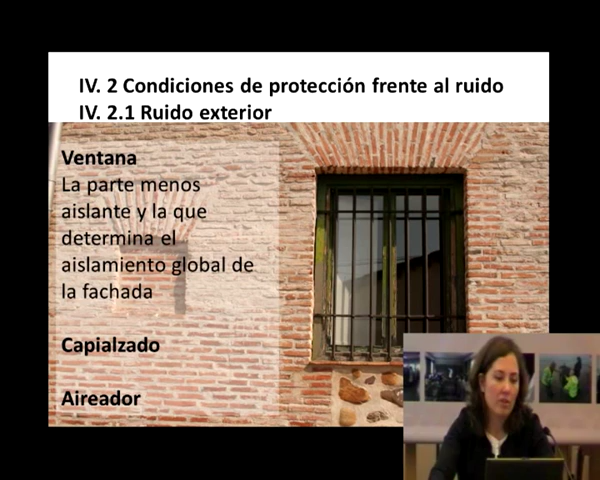 IV. 2 Condiciones de protección frente al ruido
IV. 2.1 Ruido exterior
Ventana
La parte menos
aislante y la que
determina el
aislamiento global de
la fachada
Capialzado
Aireador